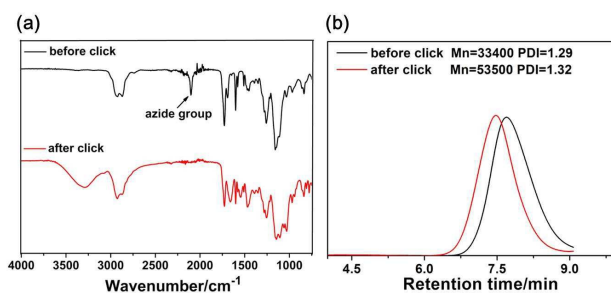 (a)
before click
azide group
after click
4000 3500 3000 2500 2000 1500 1000
Wavenumber/cm⁻¹
(b)
before click Mn=33400 PDI=1.29
after click Mn=53500 PDI=1.32
4.5 6.0 7.5 9.0
Retention time/min